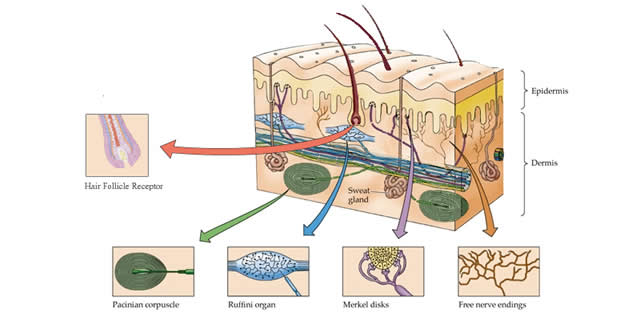 Epidermis
Dermis
Hair Follicle Receptor
Sweat
gland
Pacinian corpuscle
Ruffini organ
Merkel disks
Free nerve endings